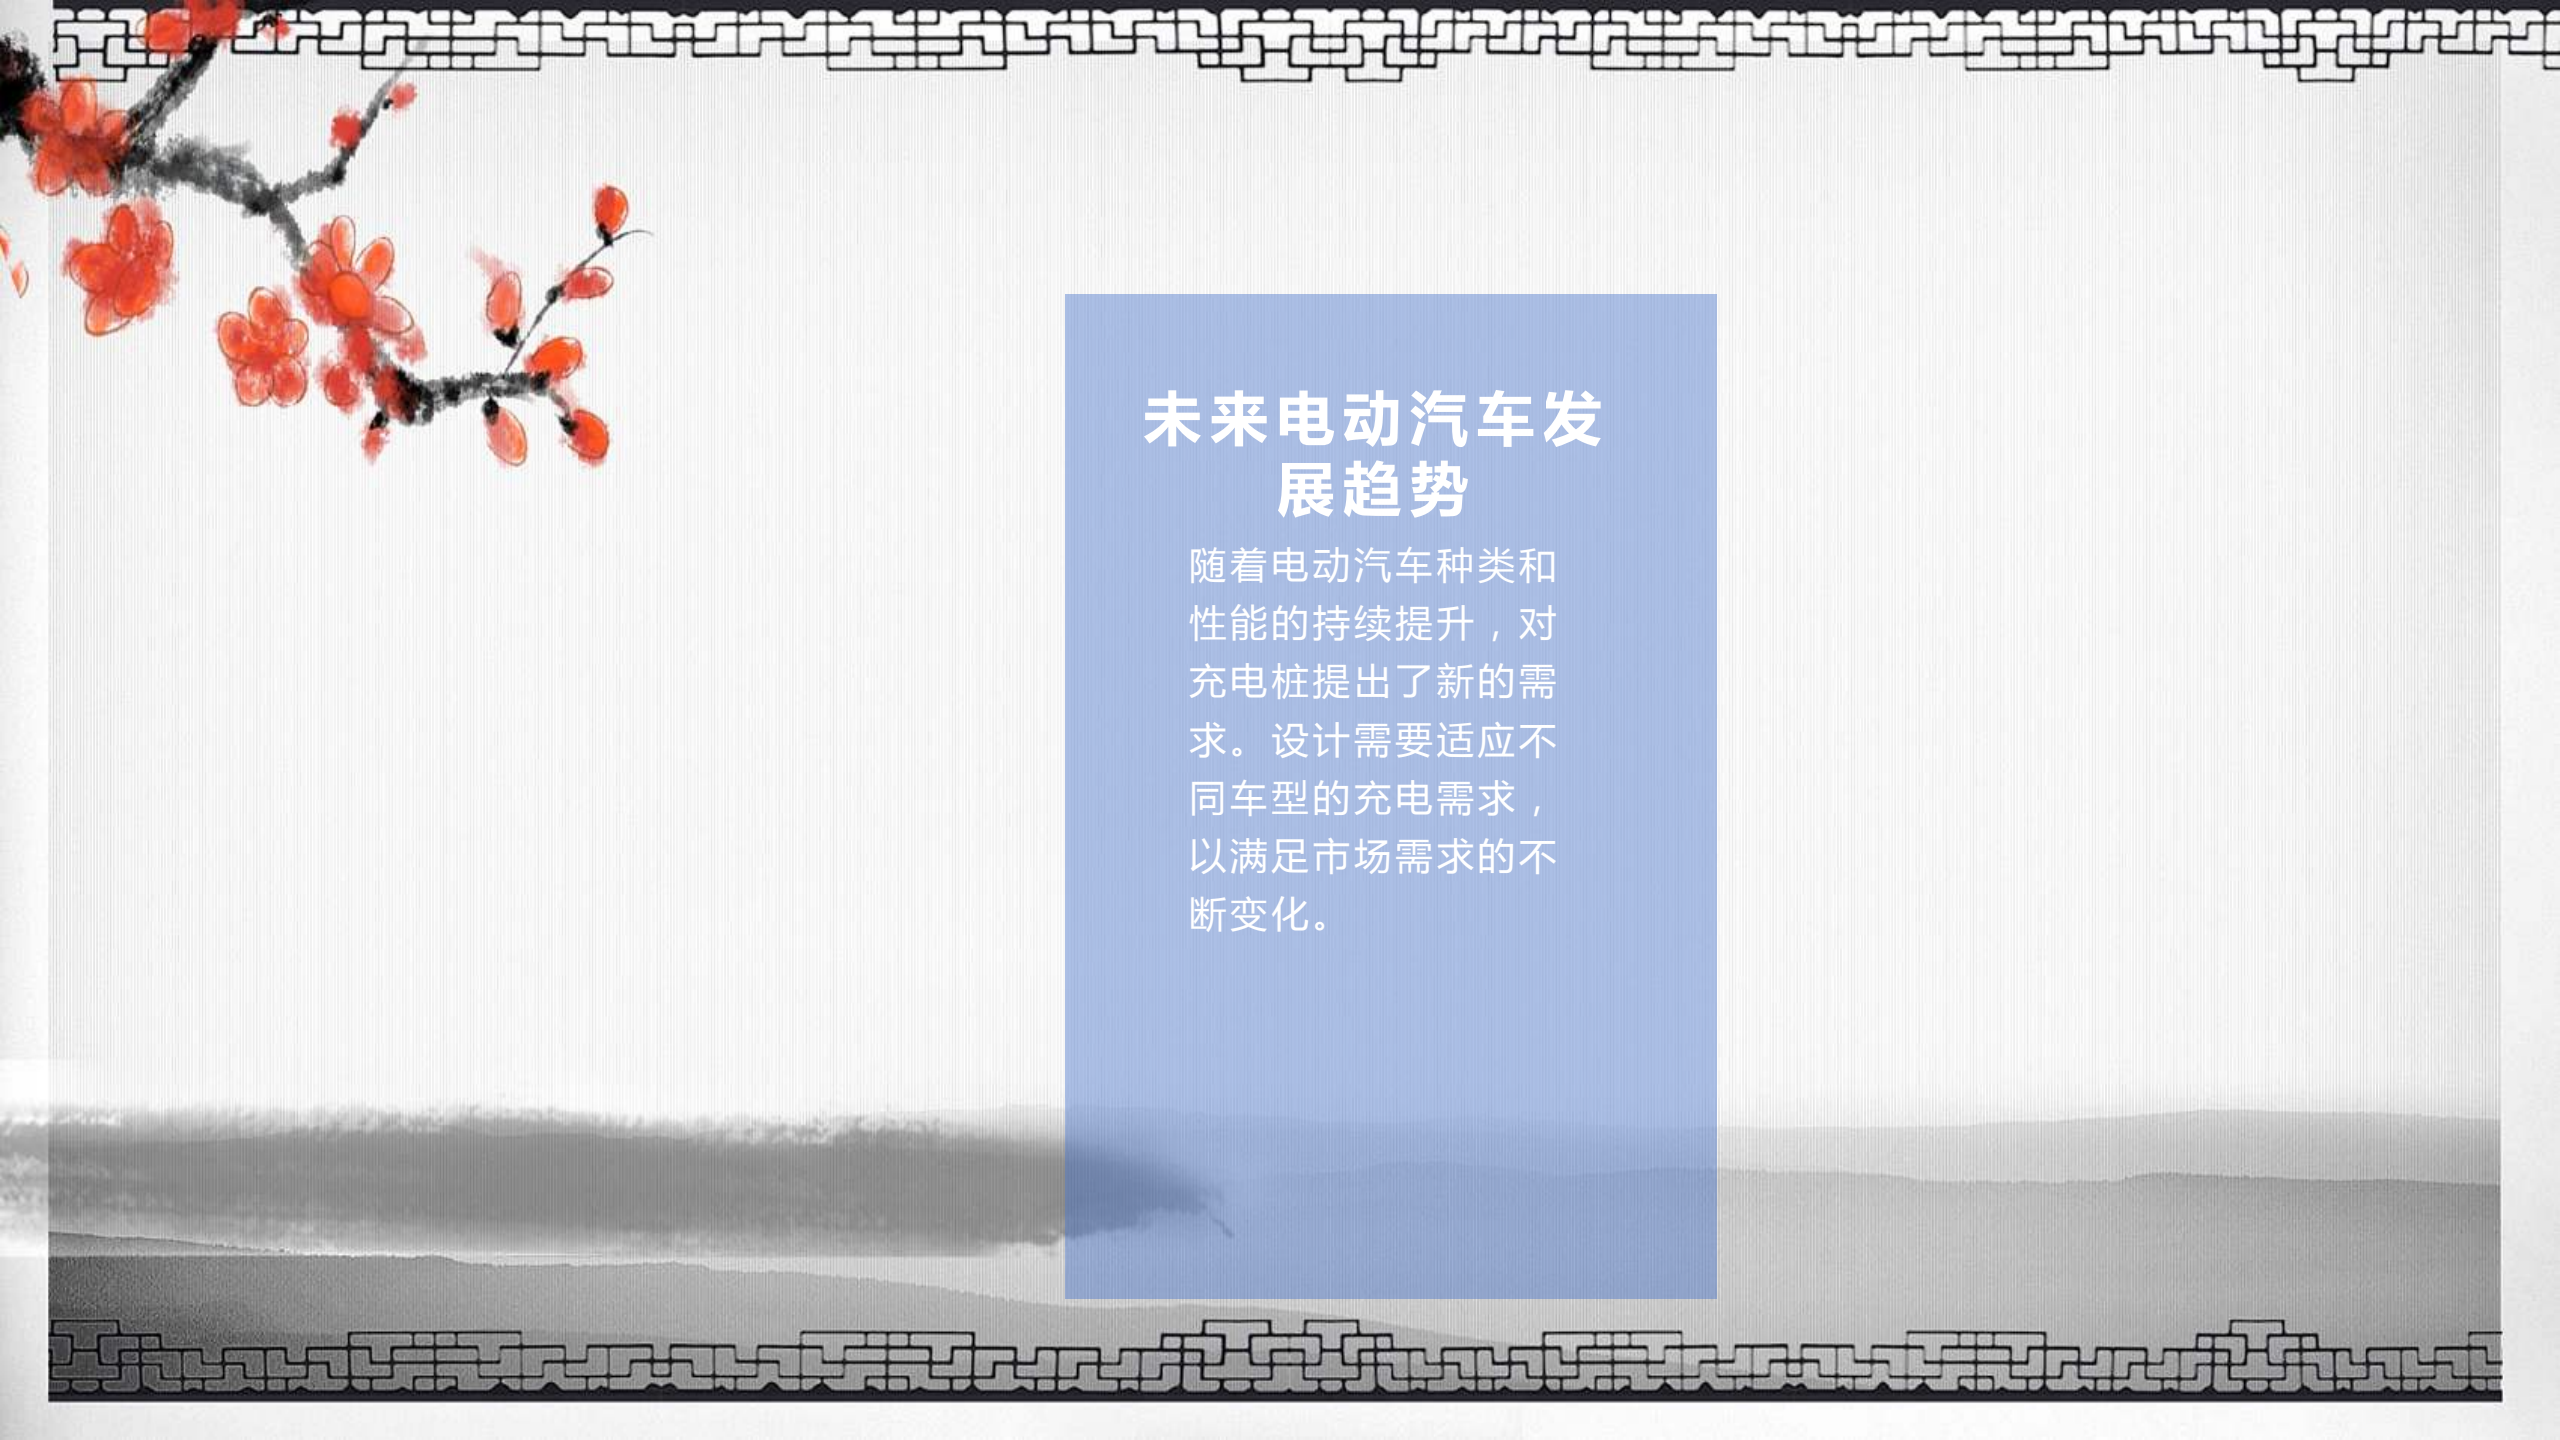 未来电动汽车发
展趋势
随着电动汽车种类和
性能的持续提升，对
充电桩提出了新的需
求。设计需要适应不
同车型的充电需求，
以满足市场需求的不
断变化。